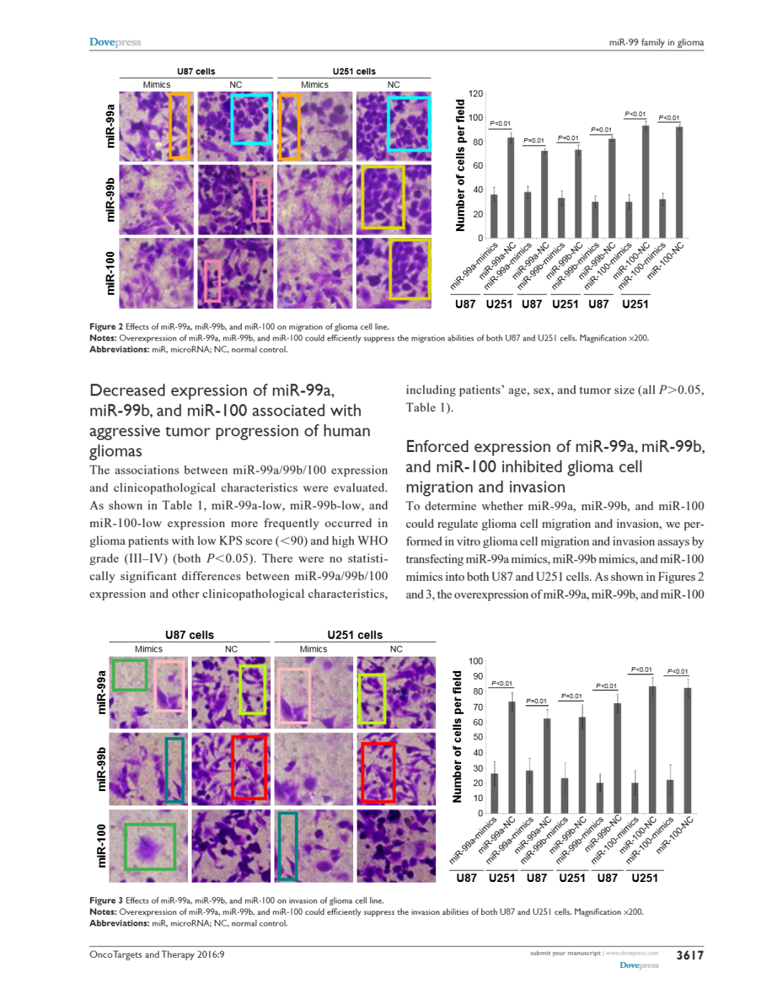 Dovepress
miR-99 family in glioma
U87 cells
U251 cells
Mimics
NC
Mimics
NC
miR-99a
miR-99b
miR-100
Number of cells per field
120
100
80
60
40
20
0
P<0.01
P=0.01
P=0.01
P=0.01
P<0.01
P<0.01
miR-99a-mimics
miR-99a-NC
miR-99a-mimics
miR-99a-NC
miR-99b-mimics
miR-99b-NC
miR-99b-mimics
miR-99b-NC
miR-100-mimics
miR-100-NC
miR-100-mimics
miR-100-NC
U87 U251 U87 U251 U87 U251
Figure 2 Effects of miR-99a, miR-99b, and miR-100 on migration of glioma cell line.
Notes: Overexpression of miR-99a, miR-99b, and miR-100 could efficiently suppress the migration abilities of both U87 and U251 cells. Magnification ×200.
Abbreviations: miR, microRNA; NC, normal control.
Decreased expression of miR-99a,
miR-99b, and miR-100 associated with
aggressive tumor progression of human
gliomas
The associations between miR-99a/99b/100 expression
and clinicopathological characteristics were evaluated.
As shown in Table 1, miR-99a-low, miR-99b-low, and
miR-100-low expression more frequently occurred in
glioma patients with low KPS score (<90) and high WHO
grade (III–IV) (both P<0.05). There were no statisti-
cally significant differences between miR-99a/99b/100
expression and other clinicopathological characteristics,
including patients’ age, sex, and tumor size (all P>0.05,
Table 1).
Enforced expression of miR-99a, miR-99b,
and miR-100 inhibited glioma cell
migration and invasion
To determine whether miR-99a, miR-99b, and miR-100
could regulate glioma cell migration and invasion, we per-
formed in vitro glioma cell migration and invasion assays by
transfecting miR-99a mimics, miR-99b mimics, and miR-100
mimics into both U87 and U251 cells. As shown in Figures 2
and 3, the overexpression of miR-99a, miR-99b, and miR-100
U87 cells
U251 cells
Mimics
NC
Mimics
NC
miR-99a
miR-99b
miR-100
Number of cells per field
100
90
80
70
60
50
40
30
20
10
0
P<0.01
P=0.01
P=0.01
P<0.01
P<0.01
P<0.01
miR-99a-mimics
miR-99a-NC
miR-99a-mimics
miR-99a-NC
miR-99b-mimics
miR-99b-NC
miR-99b-mimics
miR-99b-NC
miR-100-mimics
miR-100-NC
miR-100-mimics
miR-100-NC
U87 U251 U87 U251 U87 U251
Figure 3 Effects of miR-99a, miR-99b, and miR-100 on invasion of glioma cell line.
Notes: Overexpression of miR-99a, miR-99b, and miR-100 could efficiently suppress the invasion abilities of both U87 and U251 cells. Magnification ×200.
Abbreviations: miR, microRNA; NC, normal control.
OncoTargets and Therapy 2016:9
submit your manuscript | www.dovepress.com
3617
Dovepress